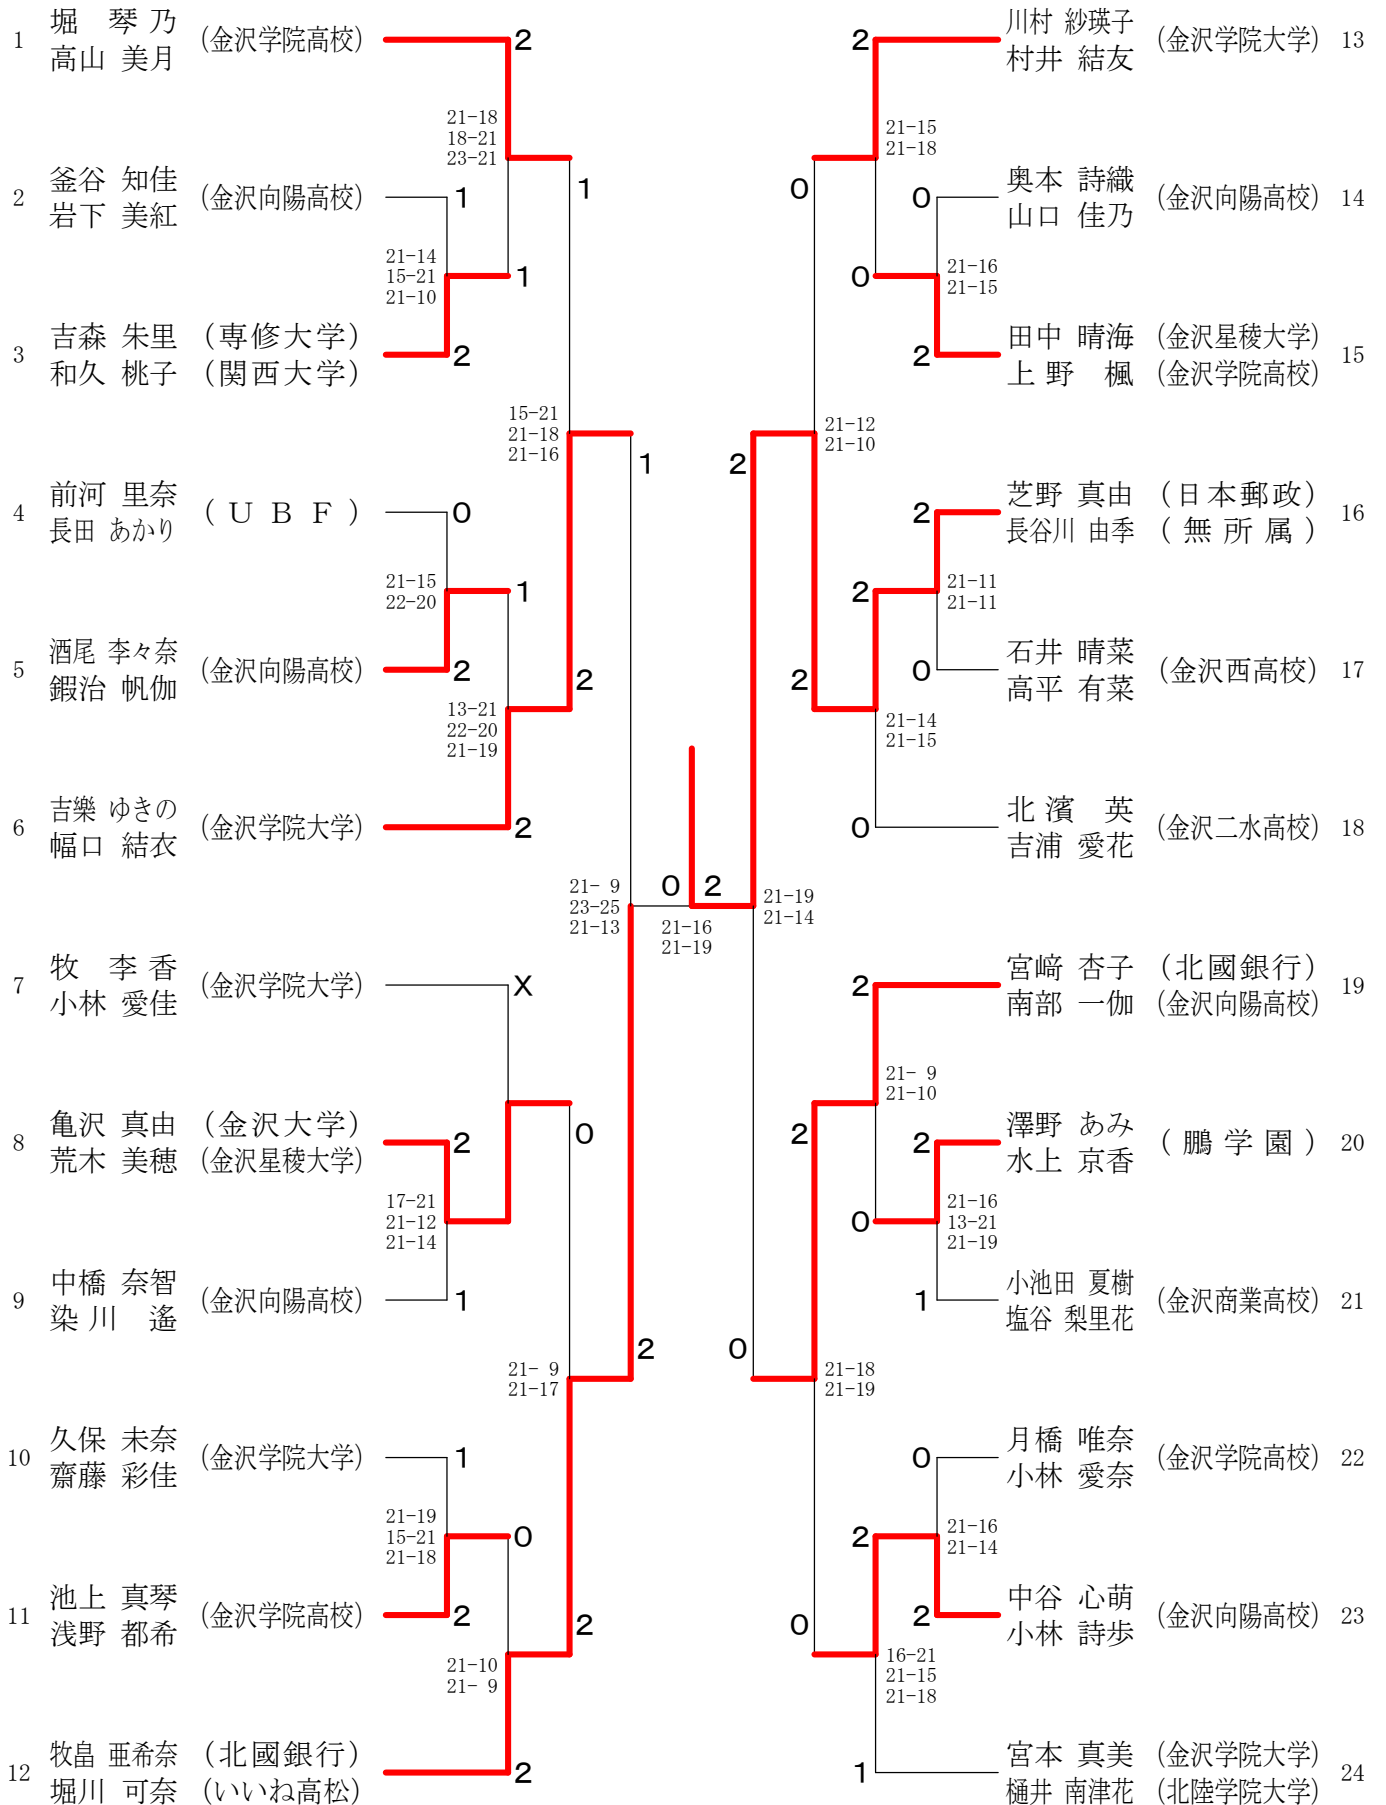 1 堀 琴乃 高山 美月 (金沢学院高校) 2
21-18
18-21
23-21
1
2 釜谷 知佳 岩下 美紅 (金沢向陽高校) 1
21-14
15-21
21-10
1
3 吉森 朱里 (専修大学)
和久 桃子 (関西大学) 2
15-21
21-18
21-16
1
4 前河 里奈 長田 あかり (UBF) 0
21-15
22-20
1
5 酒尾 李々奈 鍜治 帆伽 (金沢向陽高校) 2
2
13-21
22-20
21-19
6 吉樂 ゆきの 幅口 結衣 (金沢学院大学) 2
21- 9
23-25
21-13
0 2
21-16
21-19
7 牧 李香 小林 愛佳 (金沢学院大学) X
0
8 亀沢 真由 (金沢大学)
荒木 美穂 (金沢星稜大学) 2
17-21
21-12
21-14
9 中橋 奈智 染川 遙 (金沢向陽高校) 1
2
21- 9
21-17
10 久保 未奈 齋藤 彩佳 (金沢学院大学) 1
21-19
15-21
21-18
0
11 池上 真琴 浅野 都希 (金沢学院高校) 2
2
21-10
21- 9
12 牧畠 亜希奈 (北國銀行)
堀川 可奈 (いいね高松) 2
2 川村 紗瑛子 村井 結友 (金沢学院大学) 13
21-15
21-18
0
0 奥本 詩織 山口 佳乃 (金沢向陽高校) 14
0
21-16
21-15
2 田中 晴海 (金沢星稜大学)
上野 楓 (金沢学院高校) 15
21-12
21-10
2
2 芝野 真由 (日本郵政)
長谷川 由季 (無所属) 16
2
21-11
21-11
0 石井 晴菜 高平 有菜 (金沢西高校) 17
2
21-14
21-15
0 北濱 英 吉浦 愛花 (金沢二水高校) 18
21-19
21-14
2 宮﨑 杏子 (北國銀行)
南部 一伽 (金沢向陽高校) 19
21- 9
21-10
2
2 澤野 あみ 水上 京香 (鵬学園) 20
0
21-16
13-21
21-19
1 小池田 夏樹 塩谷 梨里花 (金沢商業高校) 21
0
21-18
21-19
0 月橋 唯奈 小林 愛奈 (金沢学院高校) 22
2
21-16
21-14
2 中谷 心萌 小林 詩歩 (金沢向陽高校) 23
0
16-21
21-15
21-18
1 宮本 真美 (金沢学院大学)
樋井 南津花 (北陸学院大学) 24